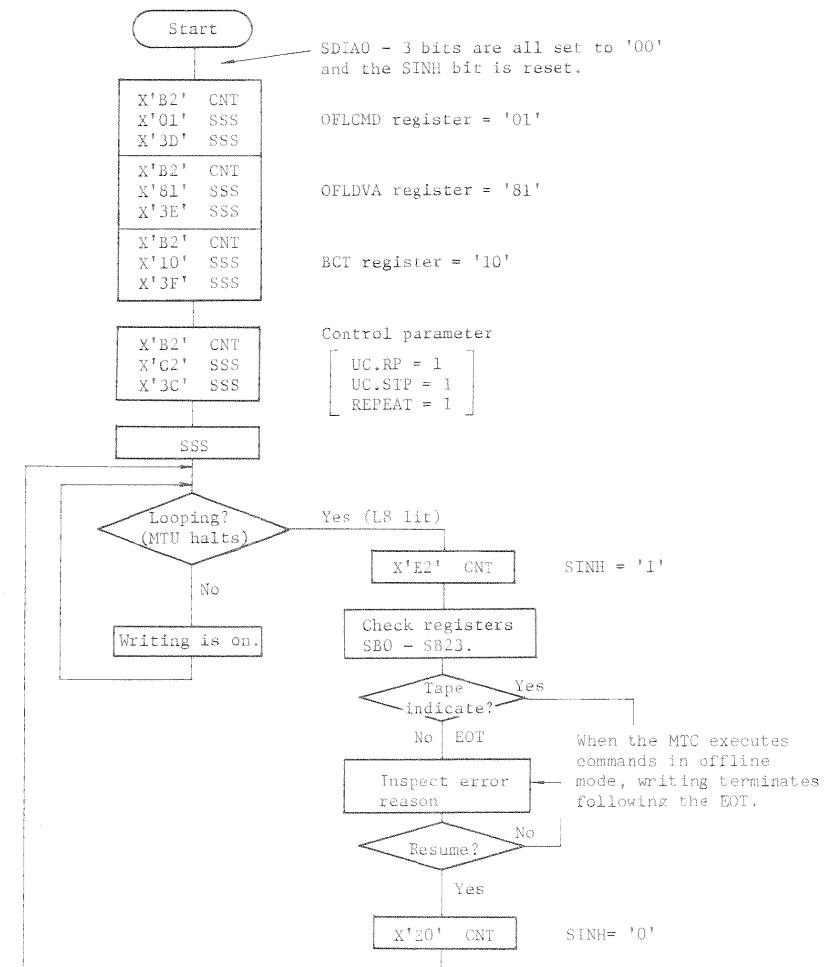 Start
SDIAO - 3 bits are all set to '00'
and the SINH bit is reset.
X'B2' CNT
X'01' SSS
X'3D' SSS
OFLCMD register = '01'
X'B2' CNT
X'81' SSS
X'3E' SSS
OFLDVA register = '81'
X'B2' CNT
X'10' SSS
X'3F' SSS
BCT register = '10'
X'B2' CNT
X'C2' SSS
X'3C' SSS
Control parameter
UC.RP = 1
UC.STP = 1
REPEAT = 1
SSS
Looping?
(MTU halts)
Yes (L8 lit)
No
Writing is on.
X'E2' CNT
SINH = '1'
Check registers
SB0 - SB23.
Tape
indicate?
Yes
No EOT
When the MTC executes
commands in offline
mode, writing terminates
following the EOT.
Inspect error
reason
Resume?
No
Yes
X'E0' CNT
SINH= '0'